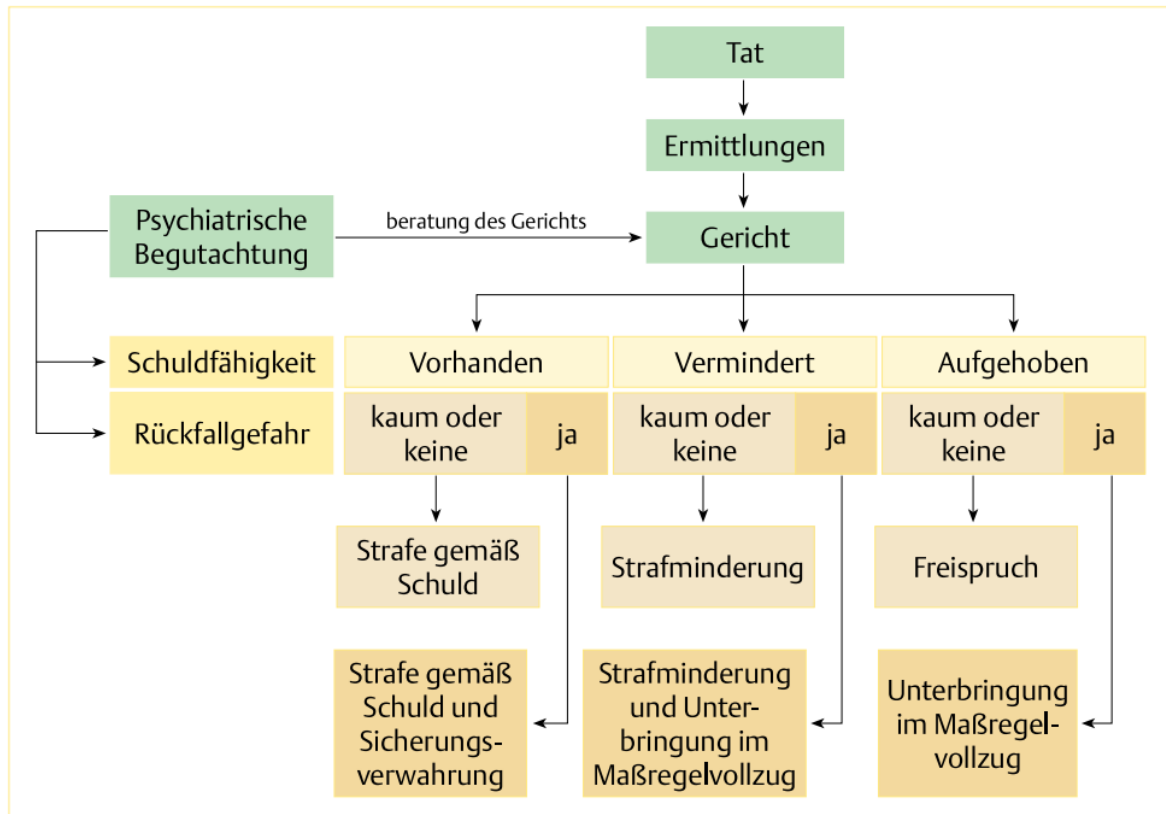 Tat
Ermittlungen
Psychiatrische
Begutachtung
beratung des Gerichts
Gericht
Schuldfähigkeit
Vorhanden
Vermindert
Aufgehoben
Rückfallgefahr
kaum oder
keine
ja
kaum oder
keine
ja
kaum oder
keine
ja
Strafe gemäß
Schuld
Strafminderung
Freispruch
Strafe gemäß
Schuld und
Sicherungs-
verwahrung
Strafminderung
und Unter-
bringung im
Maßregelvollzug
Unterbringung
im Maßregel-
vollzug